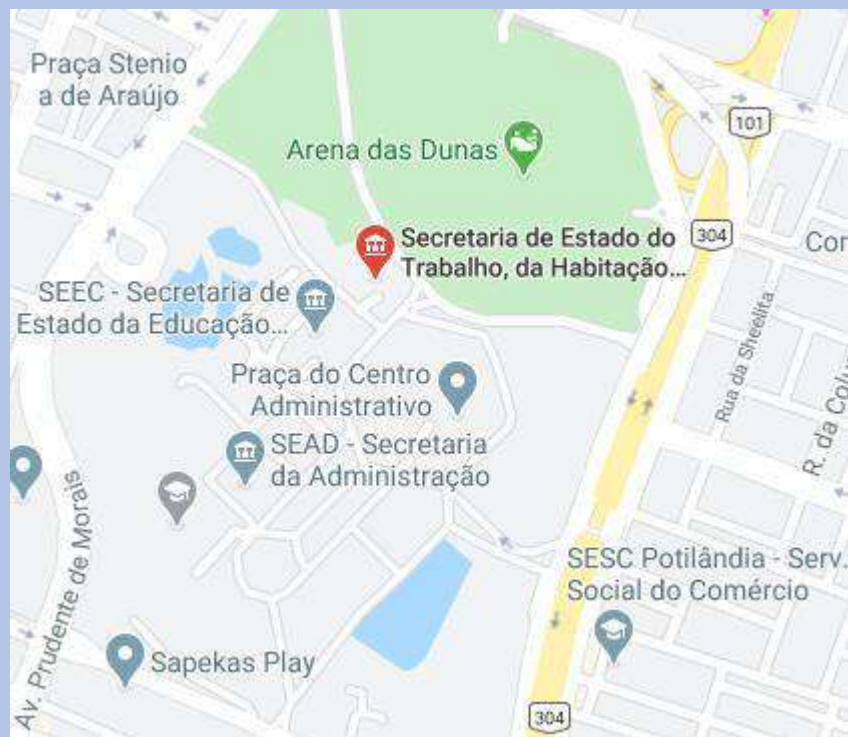 Praça Stenio
a de Araújo
Arena das Dunas
101
304
Secretaria de Estado do
Trabalho, da Habitação...
Cor
SEEC - Secretaria de
Estado da Educação...
Rua da Sheelita
Praça do Centro
Administrativo
R. da Colu
SEAD - Secretaria
da Administração
Av. Prudente de Morais
SESC Potilândia - Serv.
Social do Comércio
Sapekas Play
304